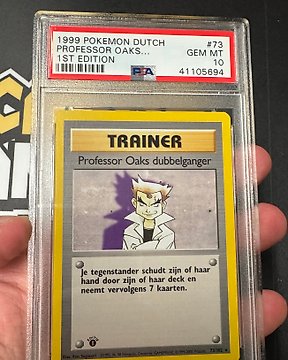 1999 POKEMON DUTCH #73
PROFESSOR OAKS... GEM MT
1ST EDITION 10
PSA 41105694
TRAINER
Professor Oaks dubbelganger
Je tegenstander schudt zijn of haar
hand door zijn of haar deck en
neemt vervolgens 7 kaarten.